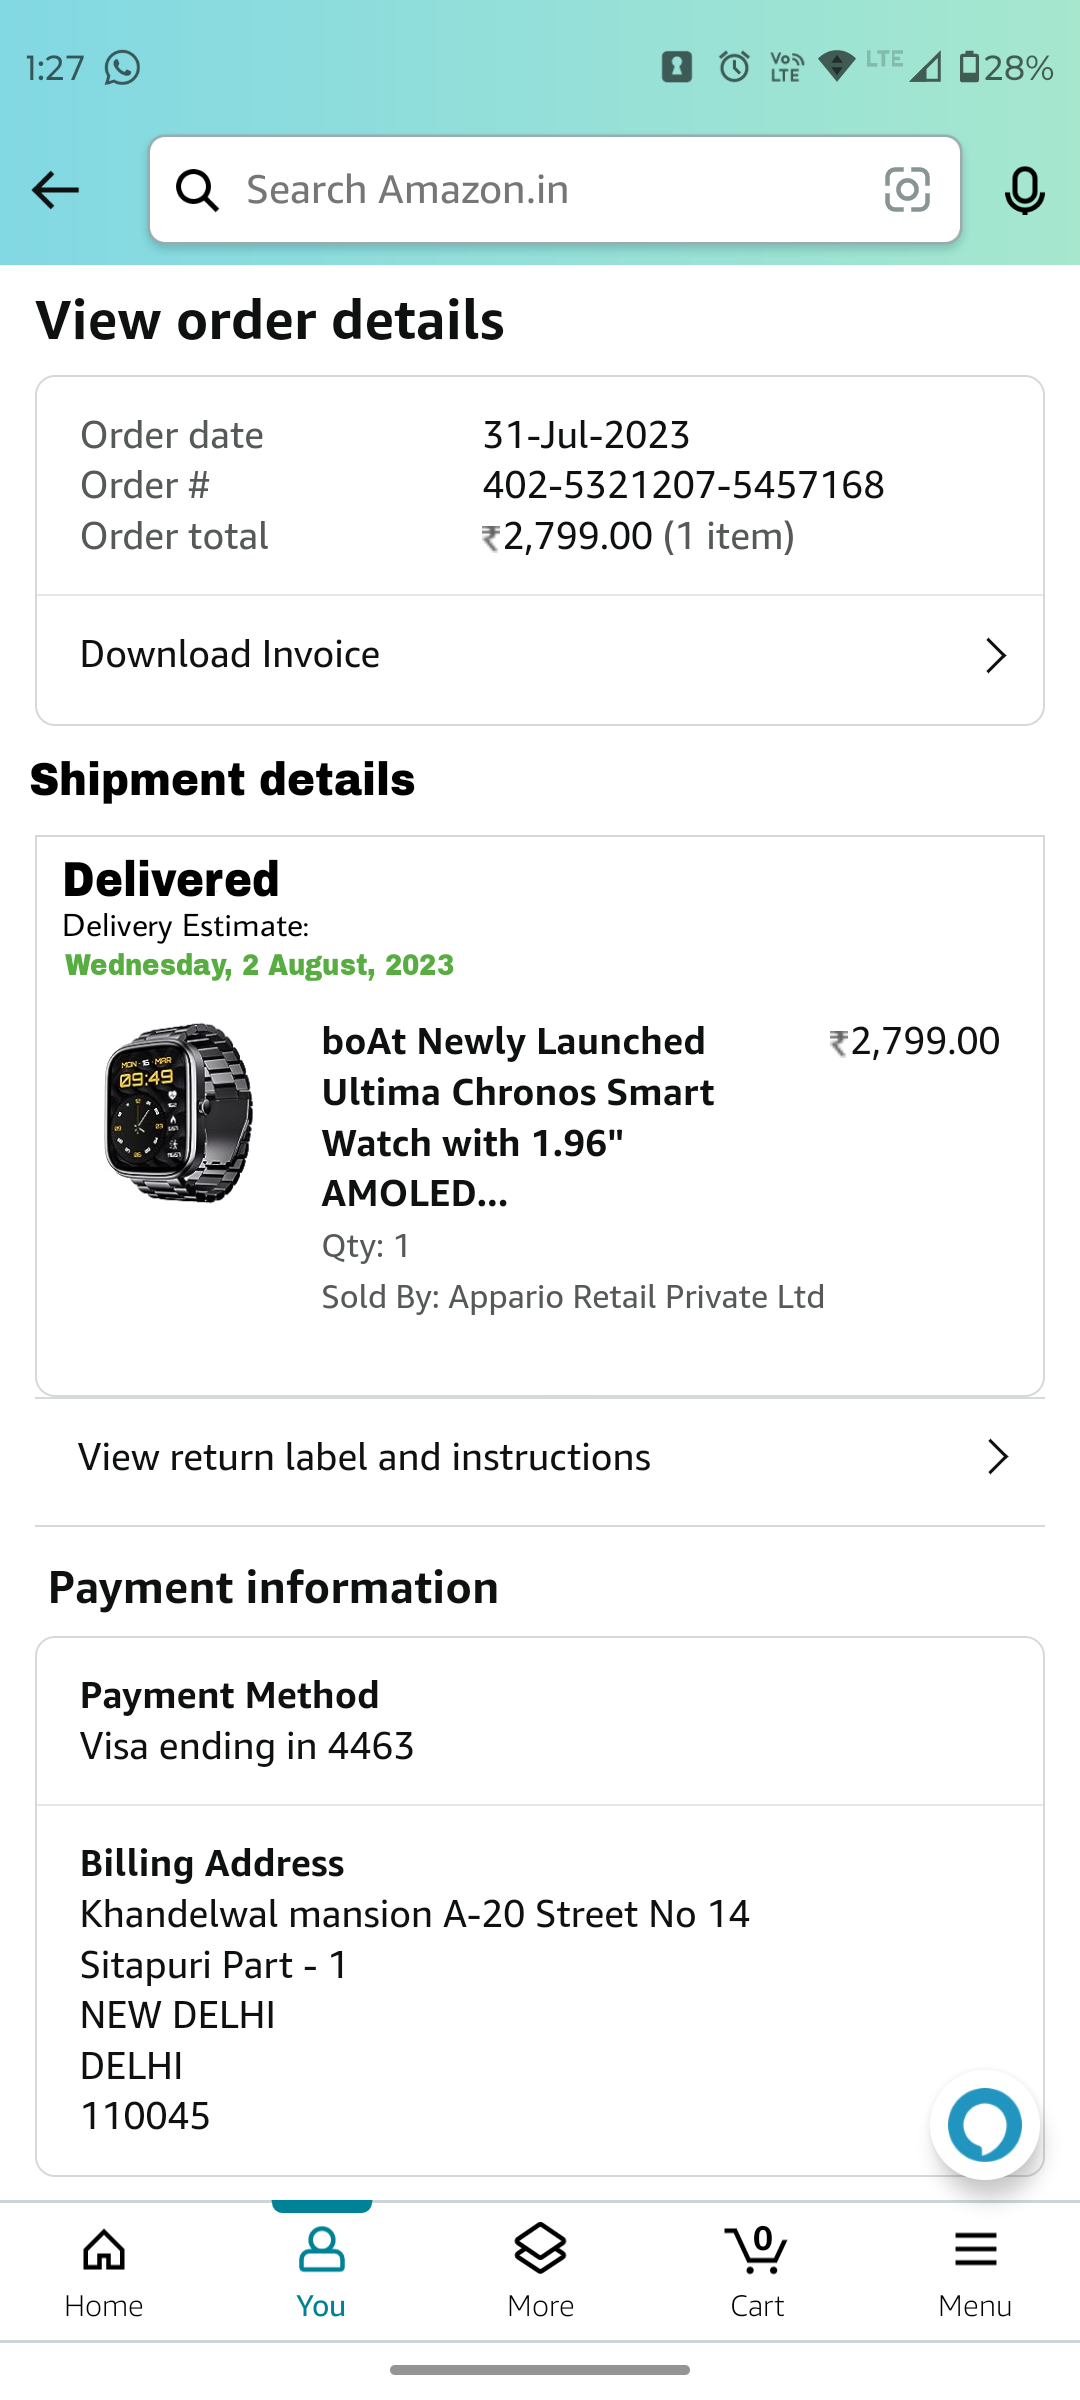 1:27 Vo LTE LTE 28%
Search Amazon.in
View order details
Order date 31-Jul-2023
Order # 402-5321207-5457168
Order total ₹2,799.00 (1 item)
Download Invoice
Shipment details
Delivered
Delivery Estimate:
Wednesday, 2 August, 2023
MON 15 MAR
09:49
boAt Newly Launched ₹2,799.00
Ultima Chronos Smart
Watch with 1.96"
AMOLED...
Qty: 1
Sold By: Appario Retail Private Ltd
View return label and instructions
Payment information
Payment Method
Visa ending in 4463
Billing Address
Khandelwal mansion A-20 Street No 14
Sitapuri Part - 1
NEW DELHI
DELHI
110045
0
Home You More Cart Menu